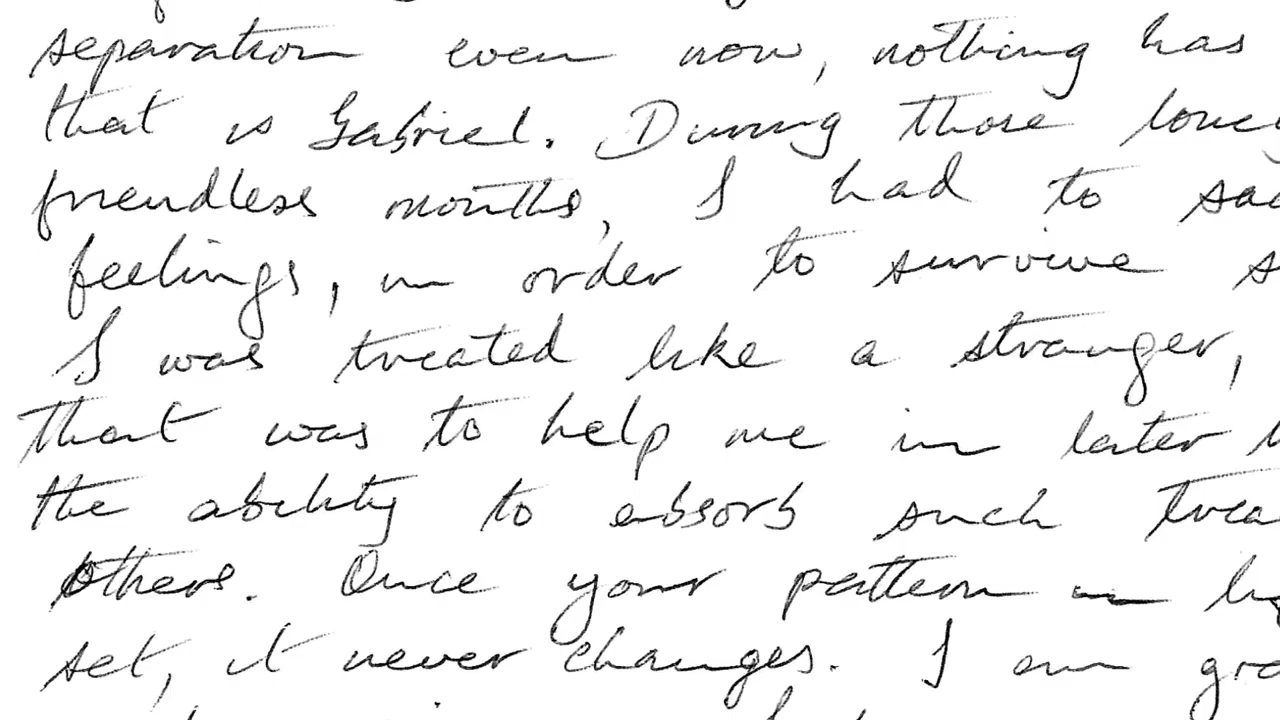 separation even now, nothing has
that is Gabriel. During those
friendless months, I had to
feelings, in order to survive
I was treated like a stranger,
that was to help me in later
the ability to absorb such
others. Once your pattern in
set, it never changes. I am